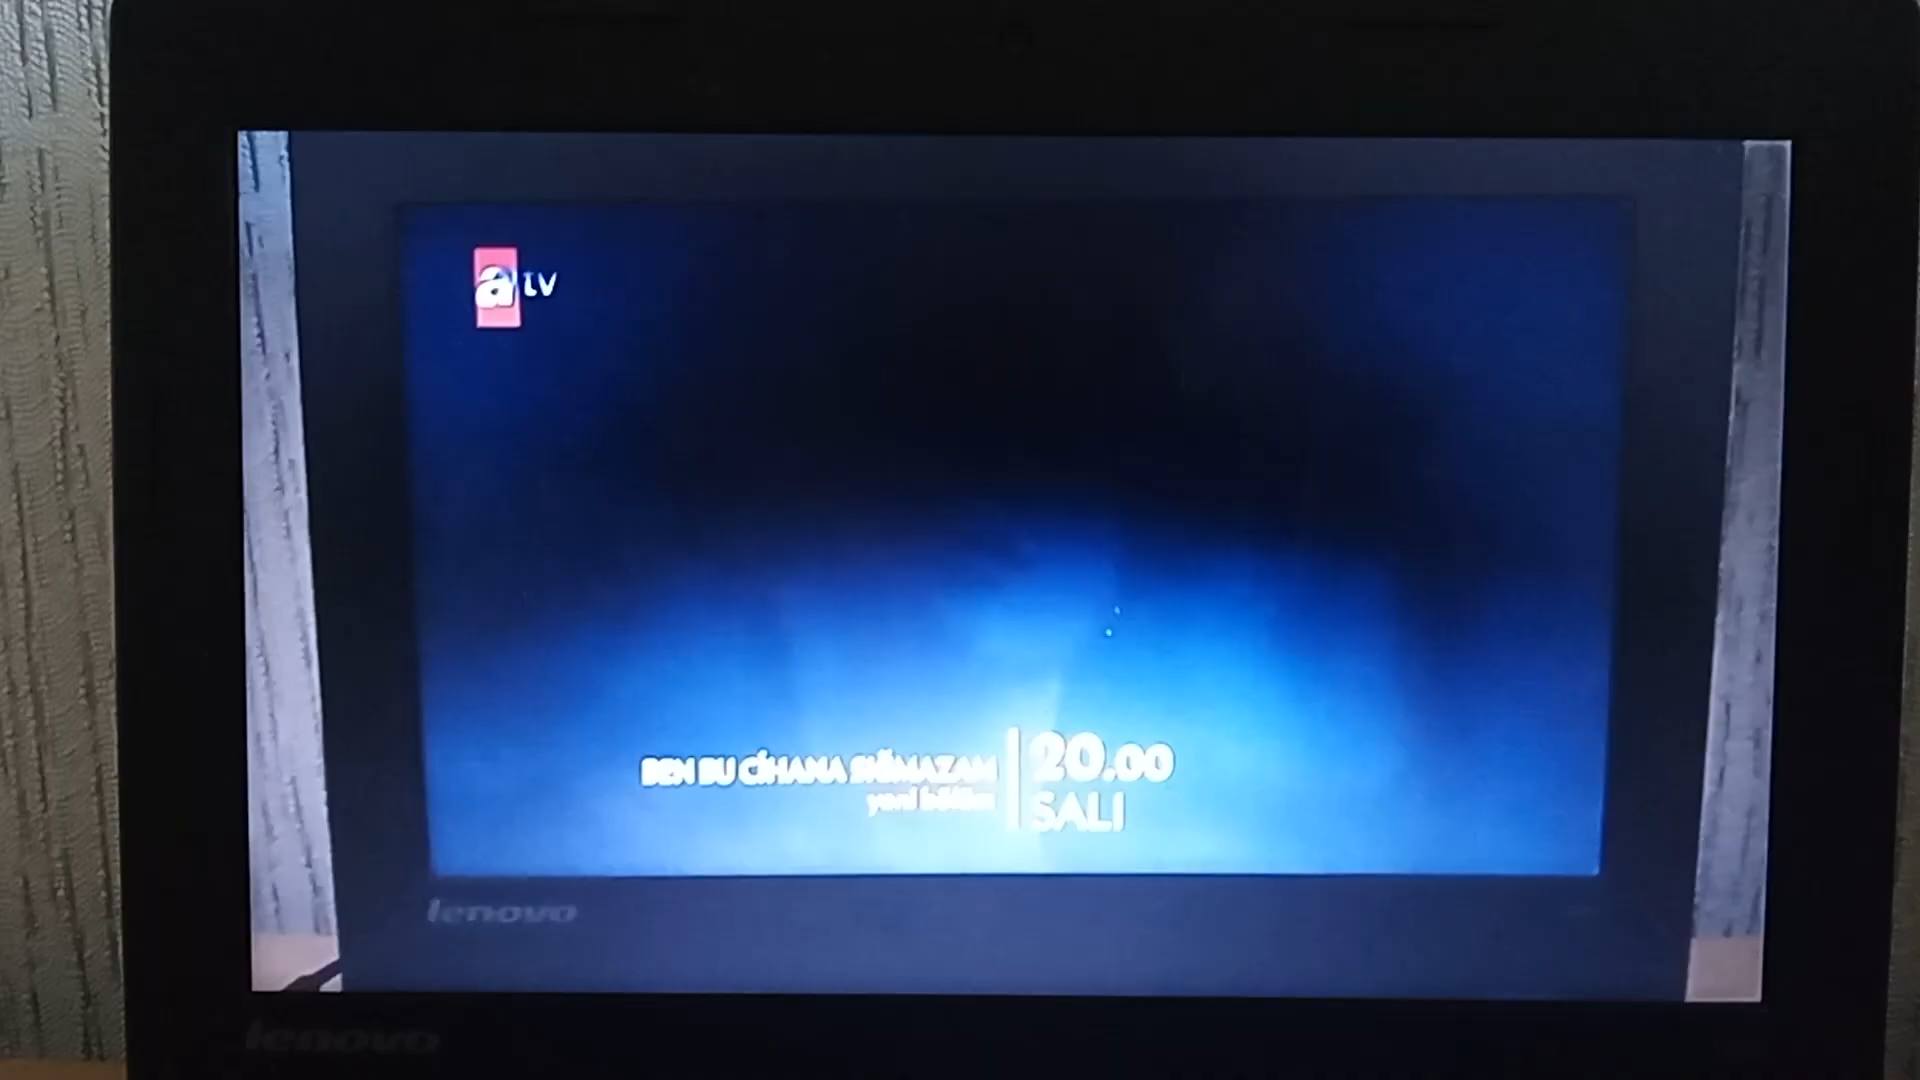 atv
BEN BU CİHANA SIĞMAZAM
yeni bölüm
20.00
SALI
lenovo
lenovo